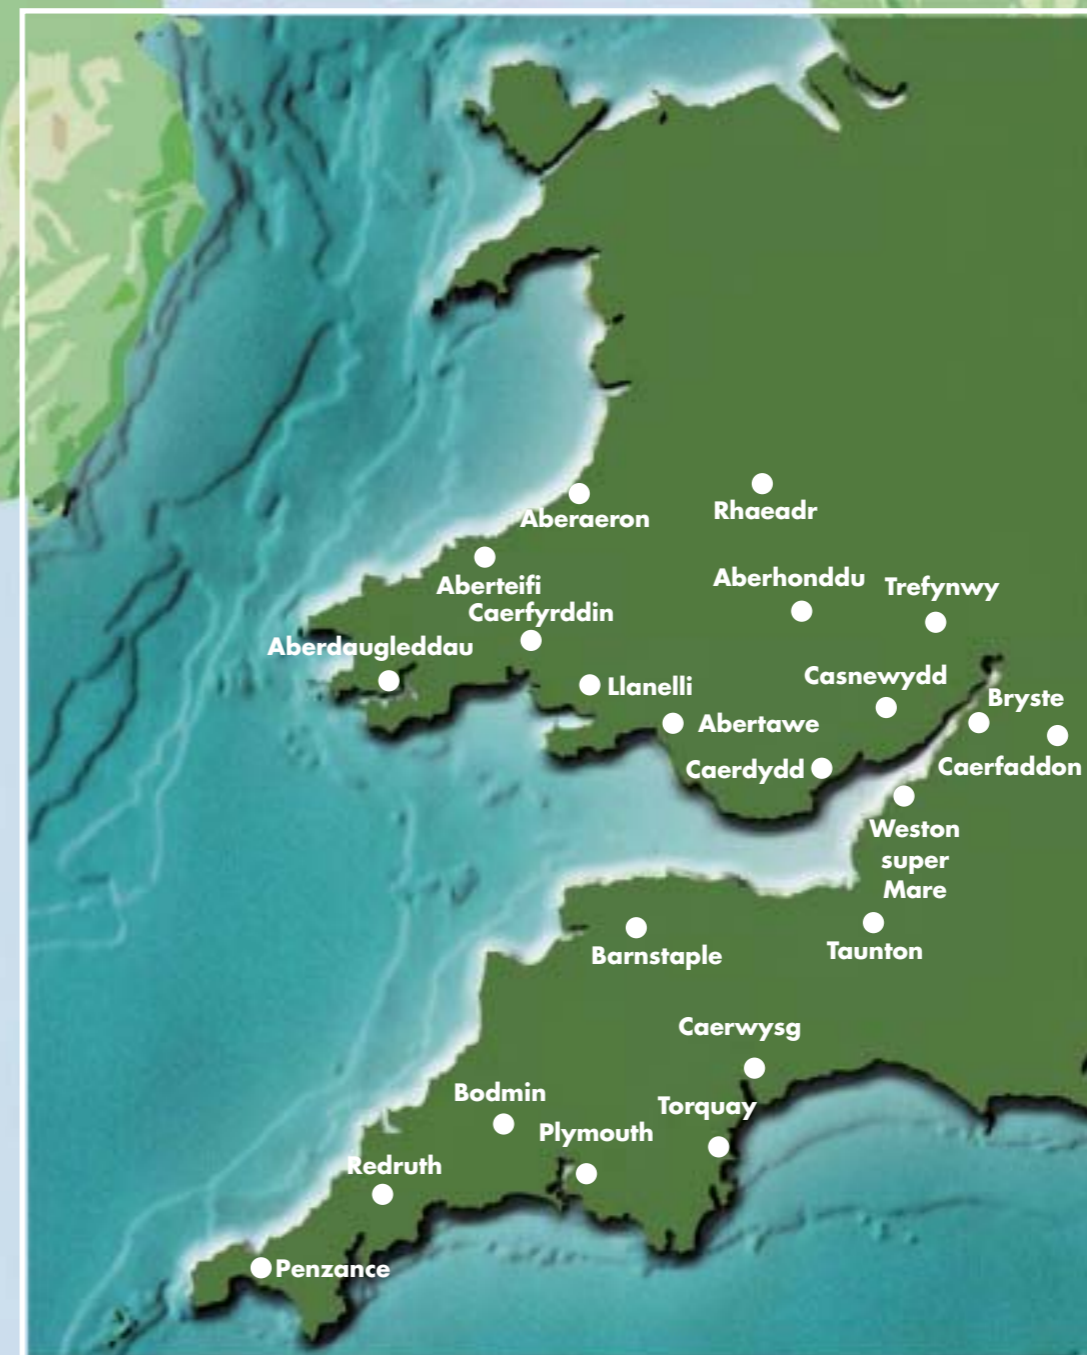 Aberaeron
Rhaeadr
Aberteifi
Aberhonddu
Trefynwy
Caerfyrddin
Aberdaugleddau
Llanelli
Casnewydd
Bryste
Abertawe
Caerdydd
Caerfaddon
Weston
super
Mare
Barnstaple
Taunton
Caerwysg
Bodmin
Torquay
Plymouth
Redruth
Penzance